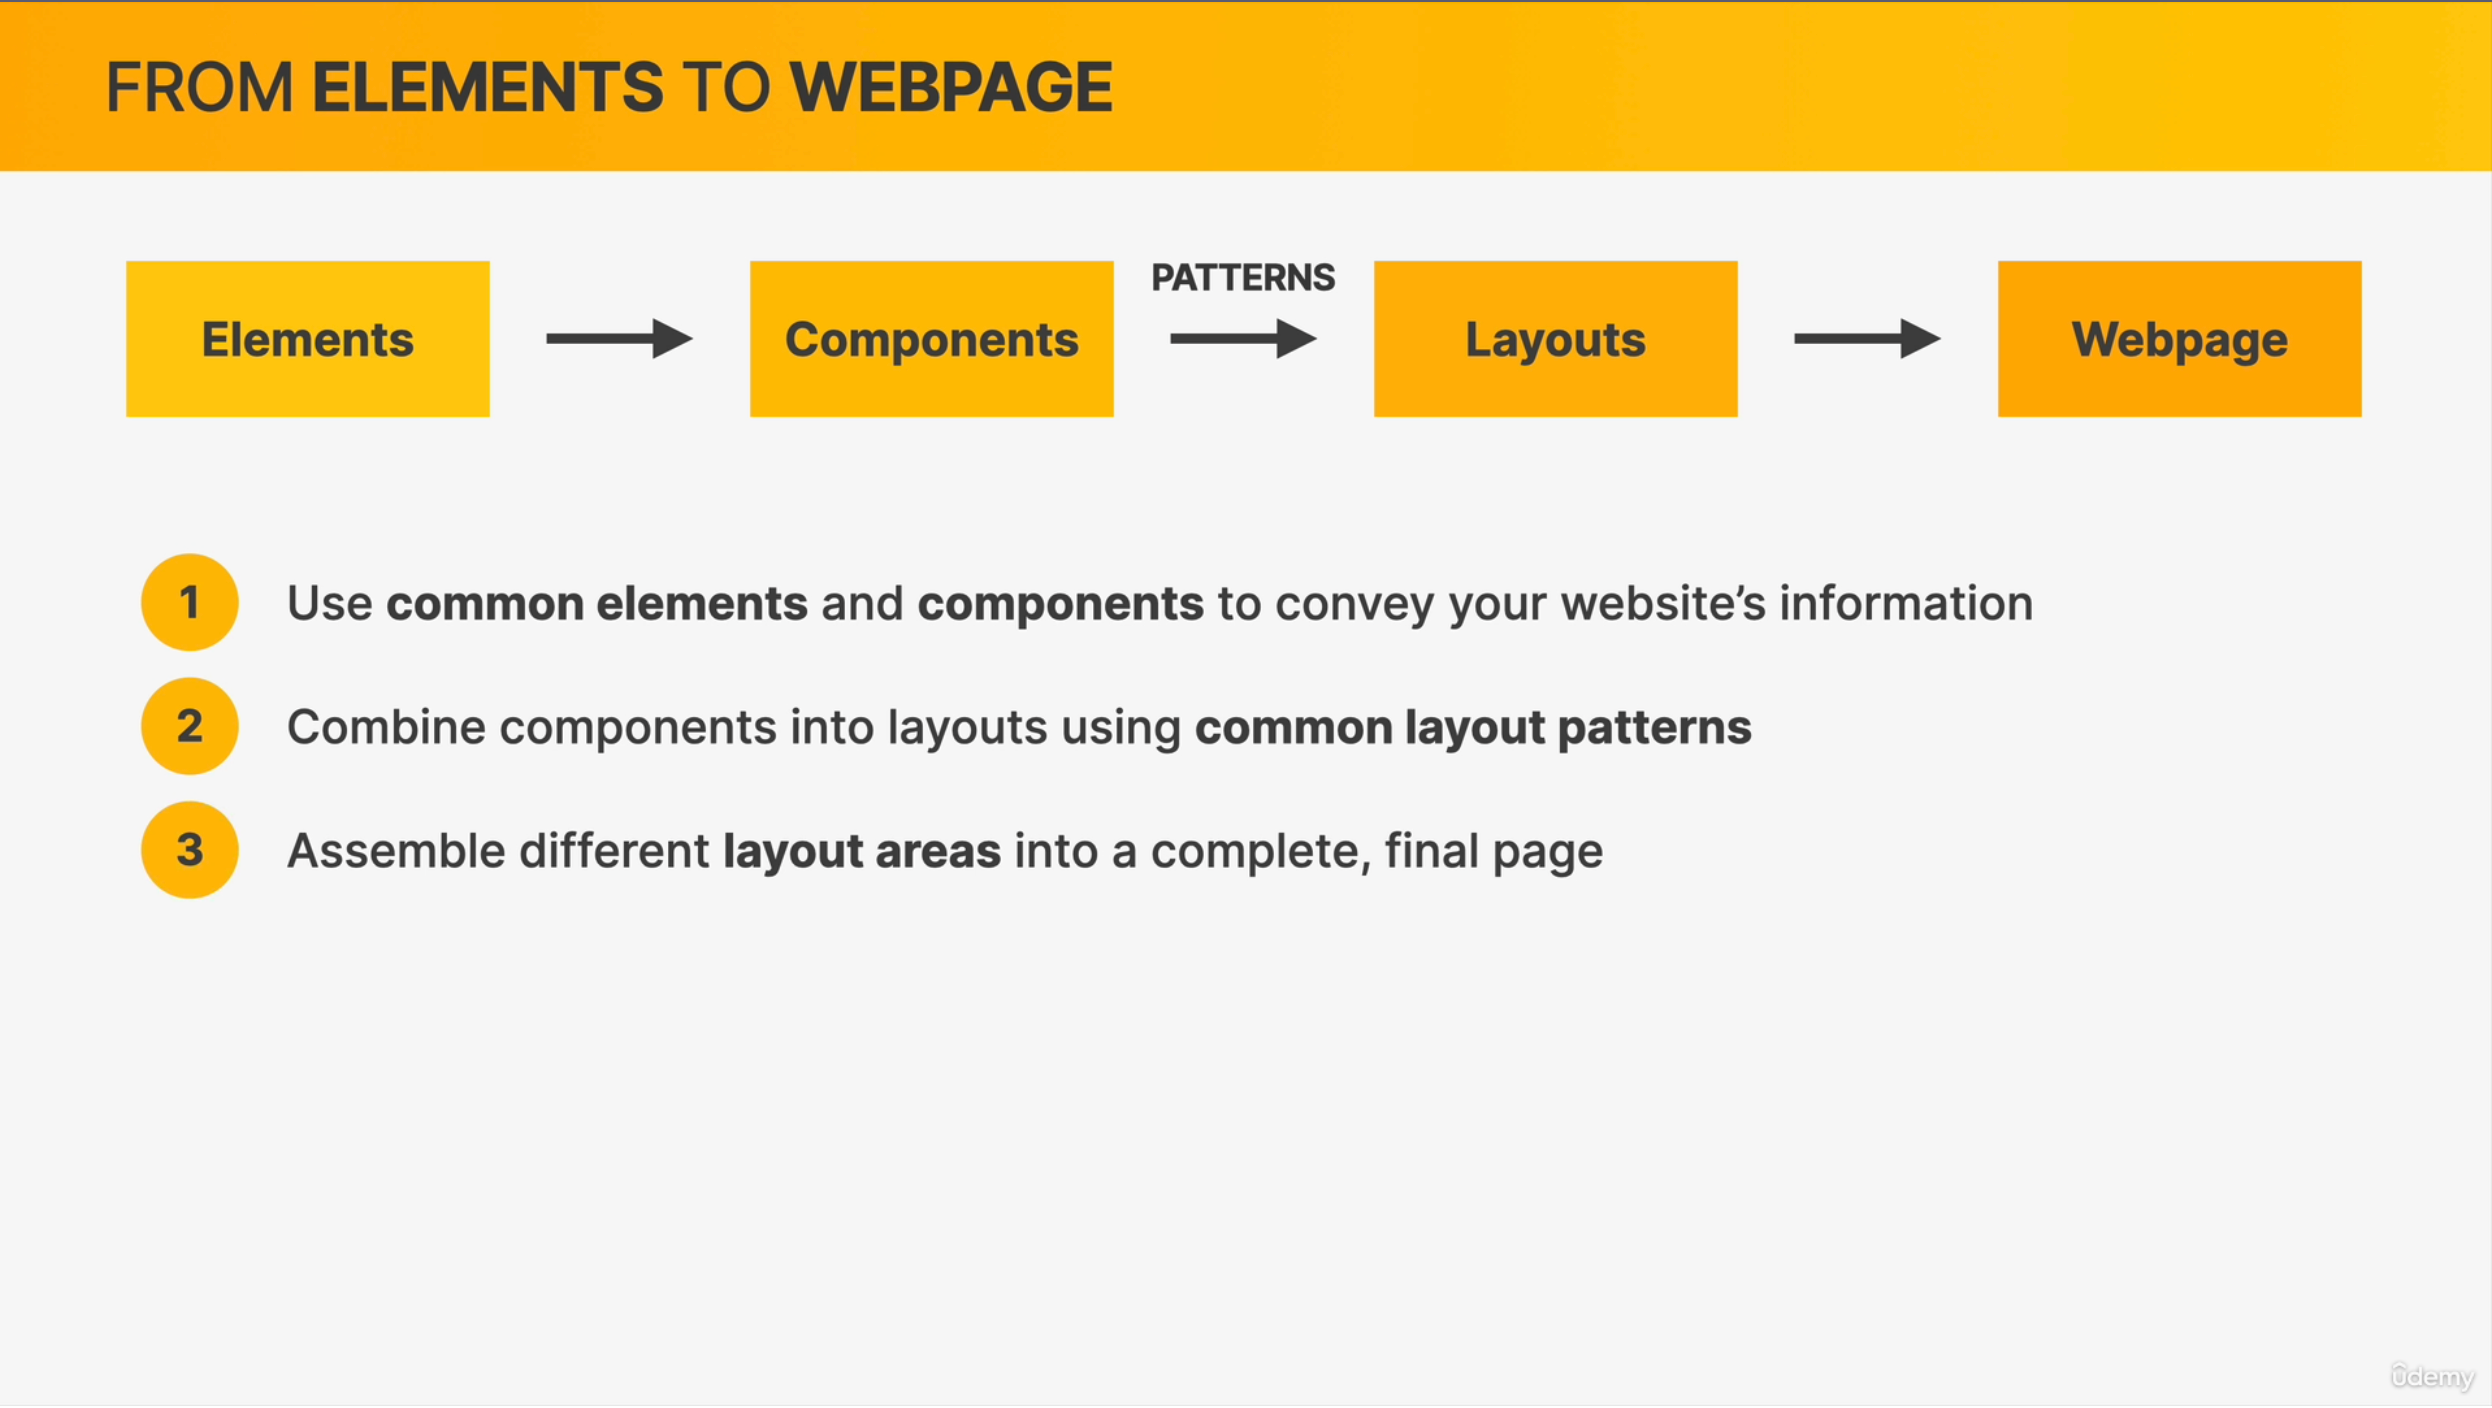 FROM ELEMENTS TO WEBPAGE
PATTERNS
Elements
Components
Layouts
Webpage
1 Use common elements and components to convey your website’s information
2 Combine components into layouts using common layout patterns
3 Assemble different layout areas into a complete, final page
ûdemy